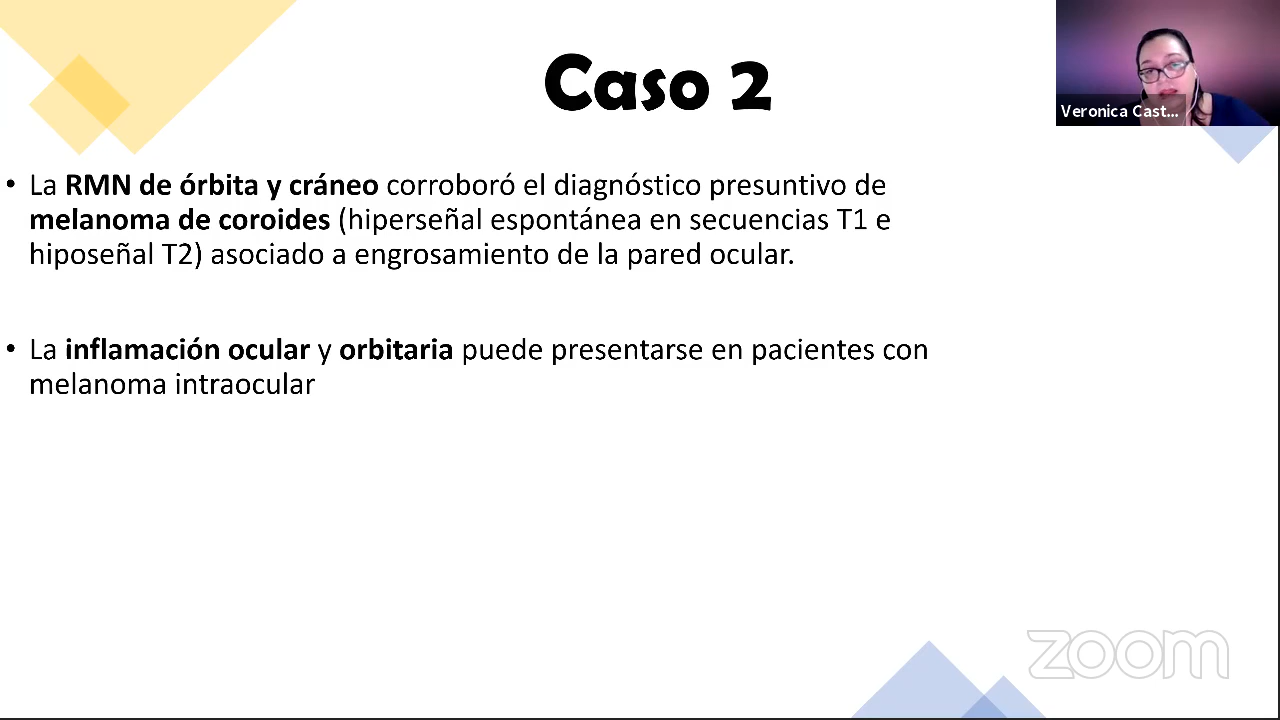 Caso 2
Veronica Cast...
• La RMN de órbita y cráneo corroboró el diagnóstico presuntivo de
melanoma de coroides (hiperseñal espontánea en secuencias T1 e
hiposeñal T2) asociado a engrosamiento de la pared ocular.
• La inflamación ocular y orbitaria puede presentarse en pacientes con
melanoma intraocular
zoom